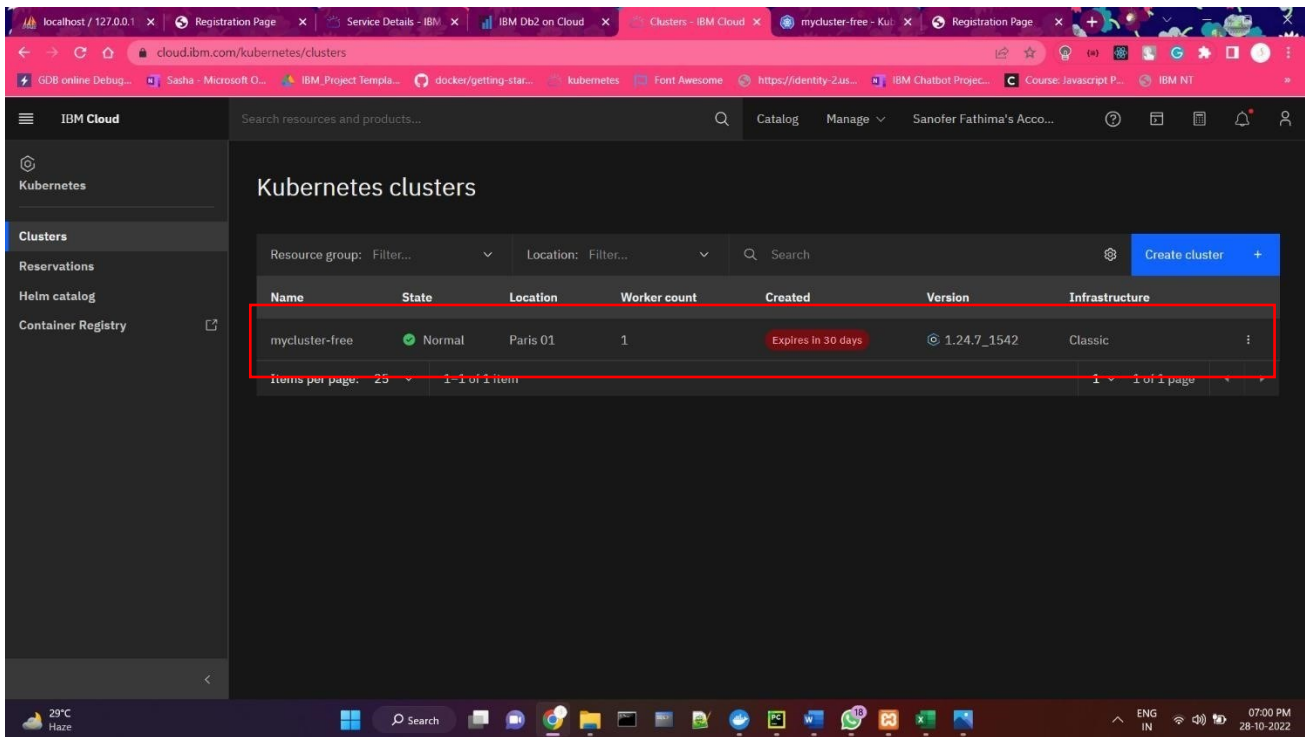 localhost / 127.0.0.1
Registration Page
Service Details - IBM
IBM Db2 on Cloud
Clusters - IBM Cloud
mycluster-free - Kub
Registration Page
cloud.ibm.com/kubernetes/clusters
GDB online Debug...
Sasha - Microsoft O...
IBM_Project Templa...
docker/getting-star...
kubernetes
Font Awesome
https://identity-2.us...
IBM Chatbot Projec...
Course: Javascript P...
IBM NT
IBM Cloud
Search resources and products...
Catalog
Manage
Sanofer Fathima's Acco...
Kubernetes
Clusters
Reservations
Helm catalog
Container Registry
Kubernetes clusters
Resource group: Filter...
Location: Filter...
Search
Create cluster +
Name State Location Worker count Created Version Infrastructure
mycluster-free Normal Paris 01 1 Expires in 30 days 1.24.7_1542 Classic
Items per page: 25 1–1 of 1 item 1 1 of 1 page
29°C
Haze
Search
18
ENG
IN
07:00 PM
28-10-2022